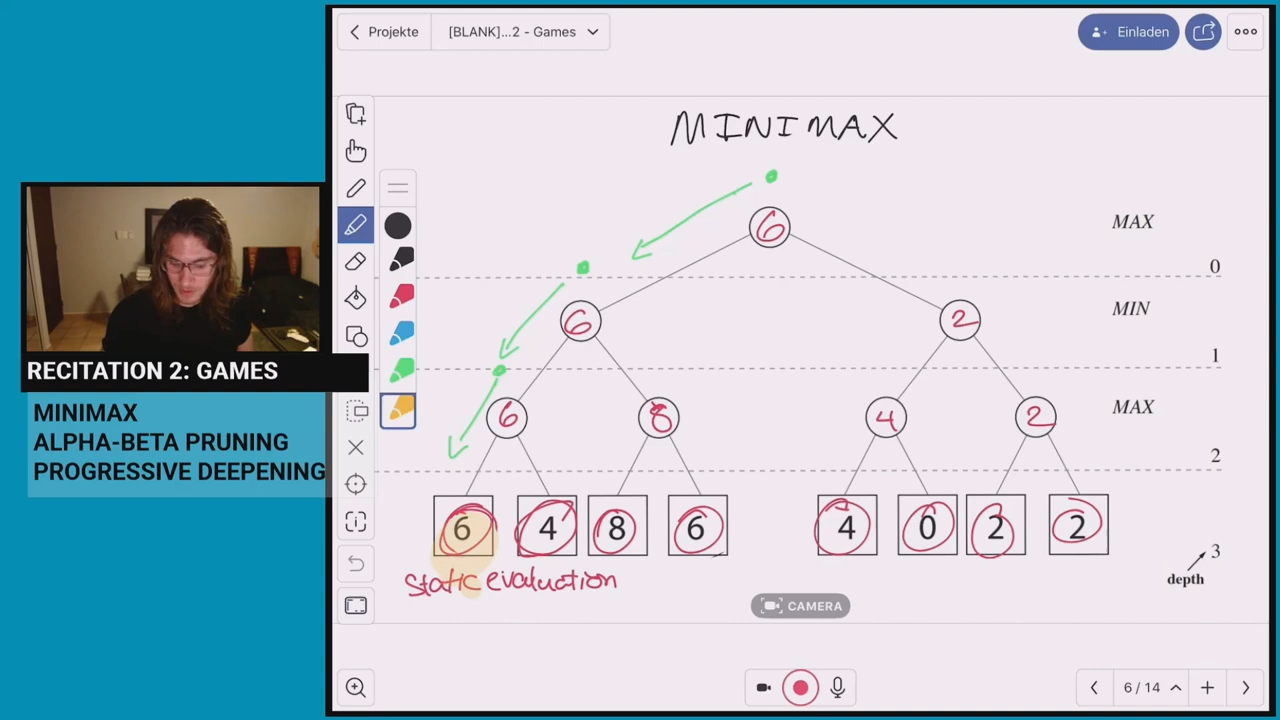 Projekte
[BLANK]...2 - Games
Einladen
MINIMAX
6
MAX
0
6
2
MIN
1
6
8
4
2
MAX
2
6
4
8
6
4
0
2
2
3
depth
static evaluation
CAMERA
6 / 14
RECITATION 2: GAMES
MINIMAX
ALPHA-BETA PRUNING
PROGRESSIVE DEEPENING